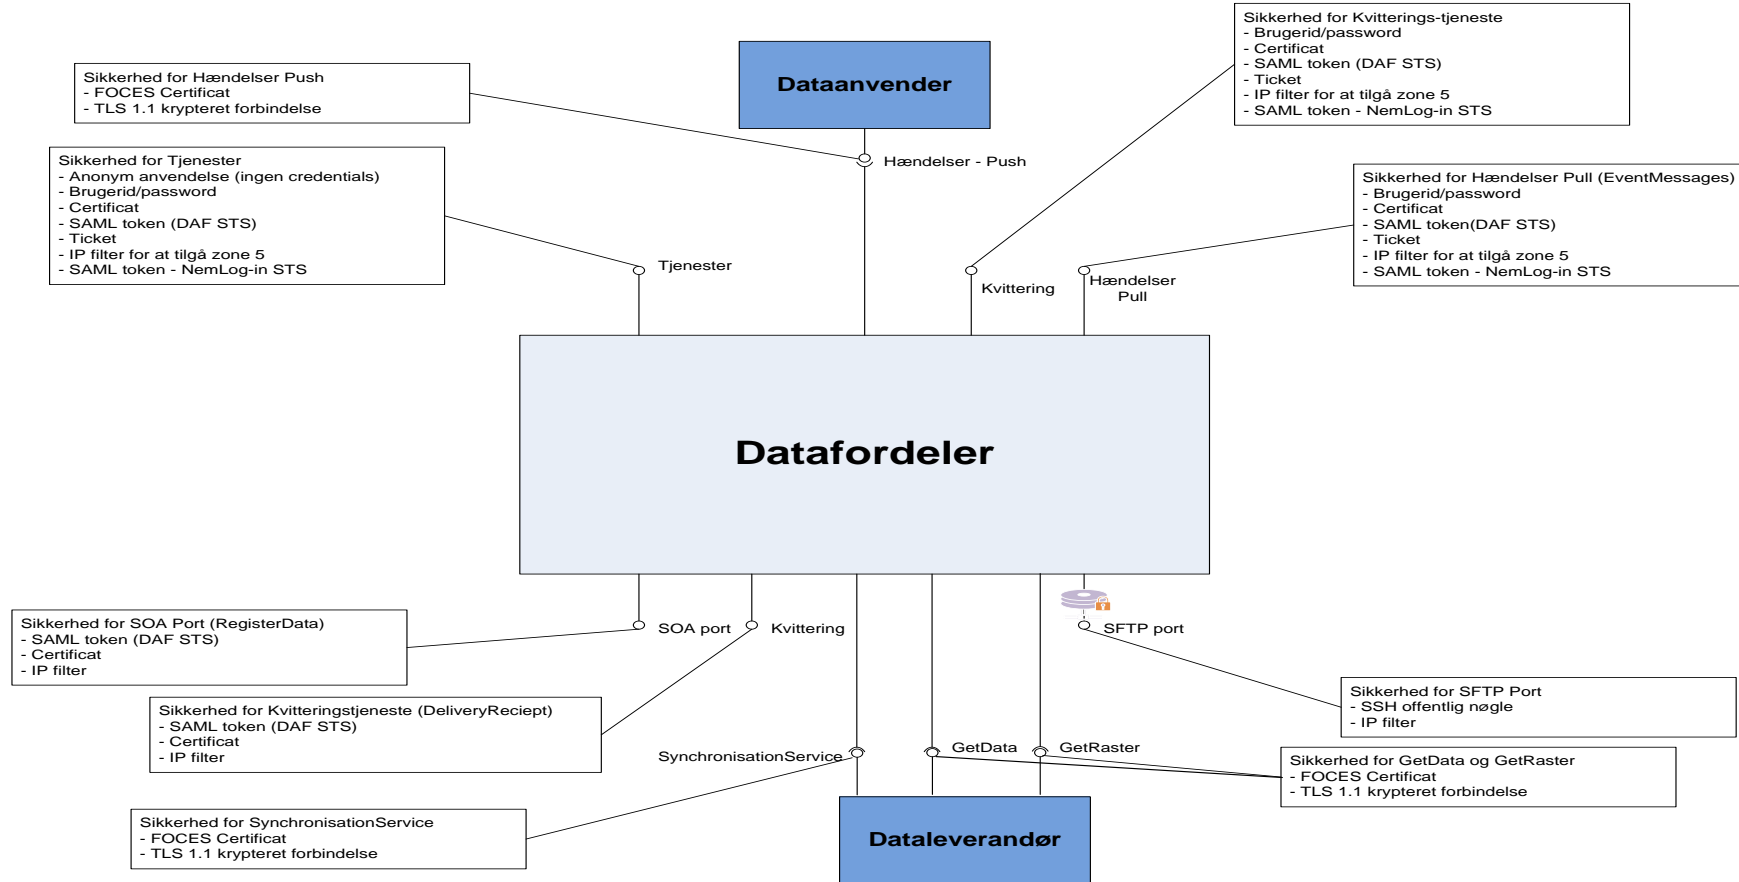 Sikkerhed for Kvitterings-tjeneste
- Brugerid/password
- Certificat
- SAML token (DAF STS)
- Ticket
- IP filter for at tilgå zone 5
- SAML token - NemLog-in STS
Dataanvender
Sikkerhed for Hændelser Push
- FOCES Certificat
- TLS 1.1 krypteret forbindelse
Hændelser - Push
Sikkerhed for Tjenester
- Anonym anvendelse (ingen credentials)
- Brugerid/password
- Certificat
- SAML token (DAF STS)
- Ticket
- IP filter for at tilgå zone 5
- SAML token - NemLog-in STS
Sikkerhed for Hændelser Pull (EventMessages)
- Brugerid/password
- Certificat
- SAML token(DAF STS)
- Ticket
- IP filter for at tilgå zone 5
- SAML token - NemLog-in STS
Tjenester
Kvittering
Hændelser
Pull
Datafordeler
Sikkerhed for SOA Port (RegisterData)
- SAML token (DAF STS)
- Certificat
- IP filter
SOA port
Kvittering
SFTP port
Sikkerhed for Kvitteringstjeneste (DeliveryReciept)
- SAML token (DAF STS)
- Certificat
- IP filter
Sikkerhed for SFTP Port
- SSH offentlig nøgle
- IP filter
SynchronisationService
GetData
GetRaster
Sikkerhed for GetData og GetRaster
- FOCES Certificat
- TLS 1.1 krypteret forbindelse
Sikkerhed for SynchronisationService
- FOCES Certificat
- TLS 1.1 krypteret forbindelse
Dataleverandør